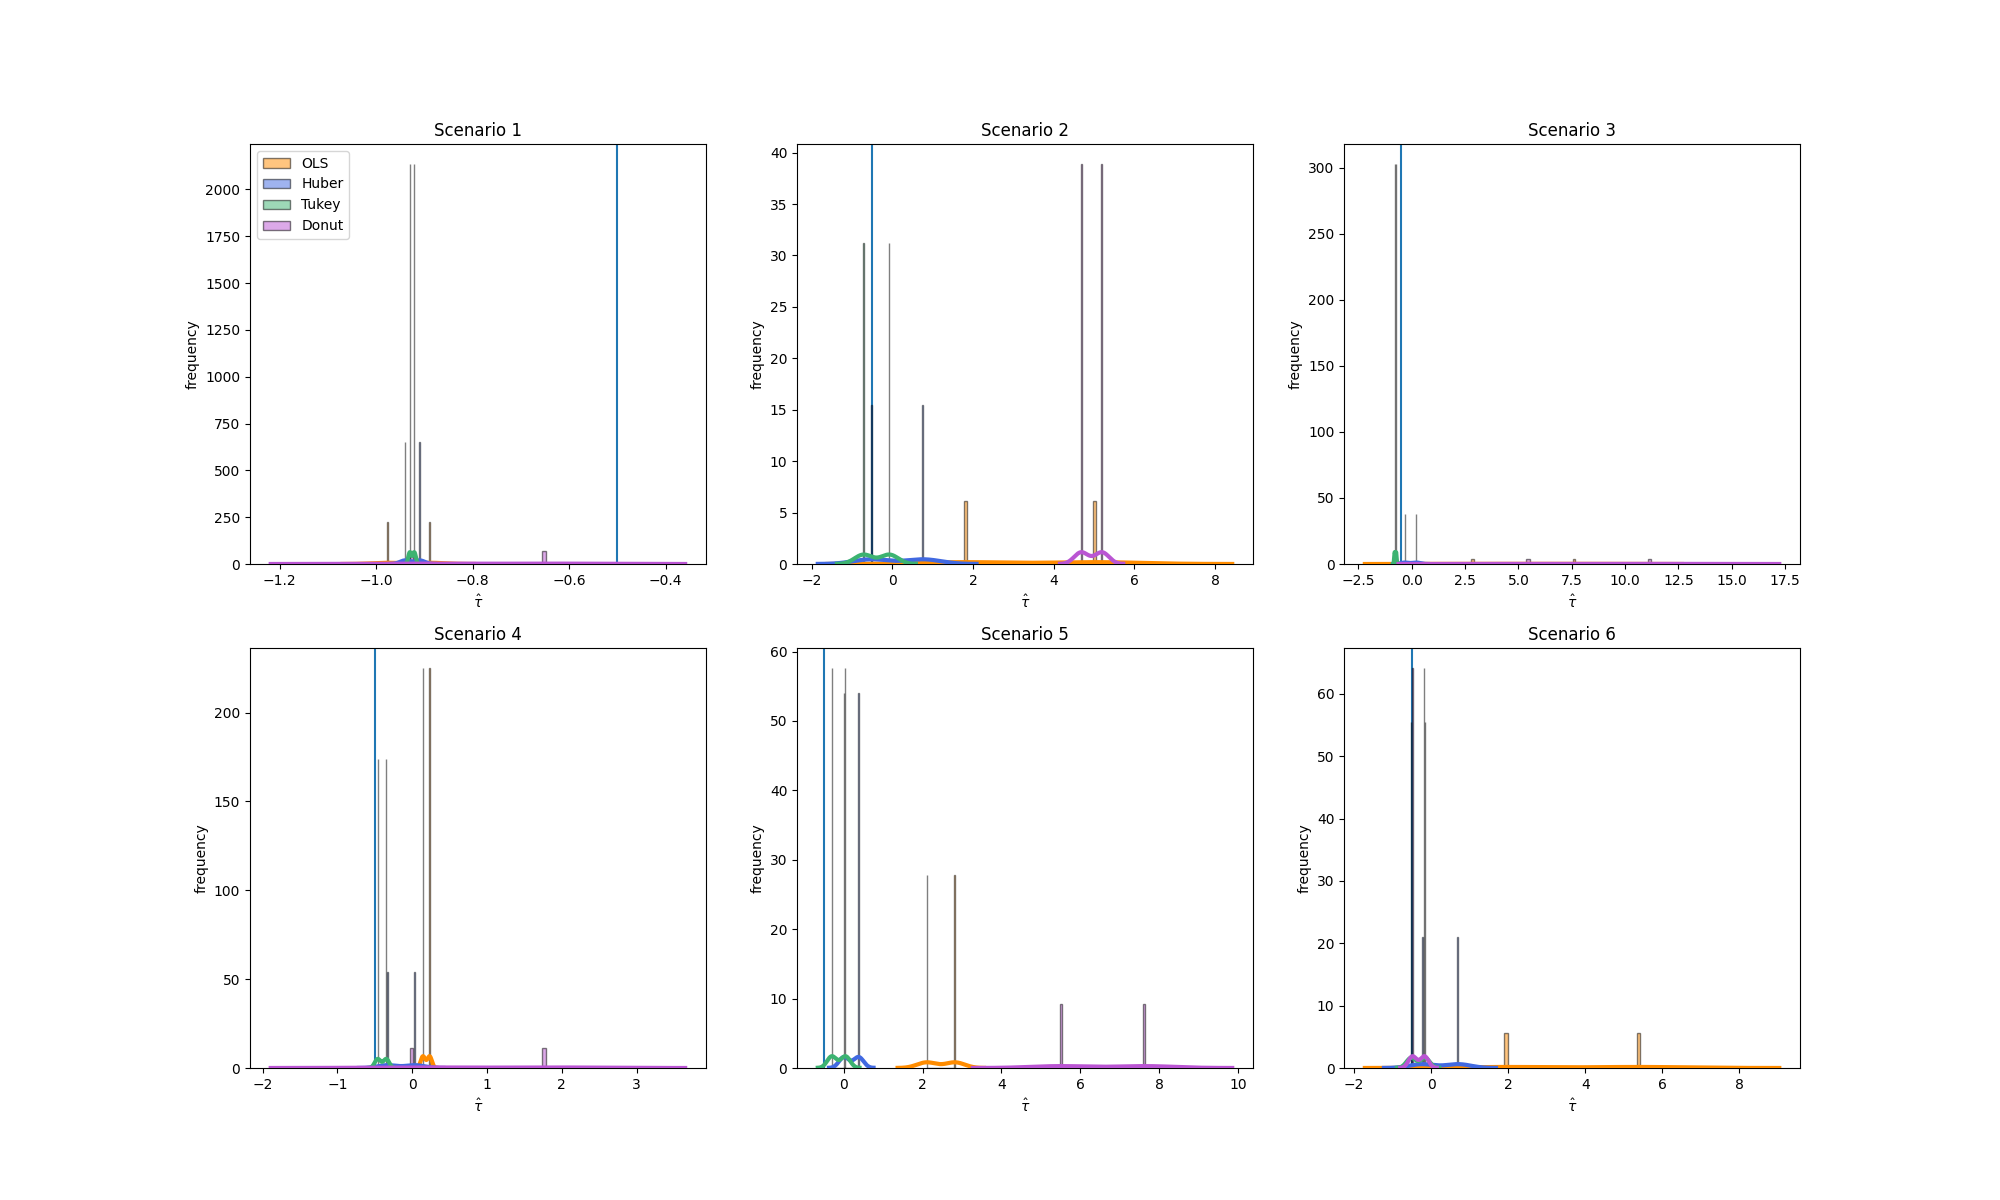 Scenario 1
Scenario 2
Scenario 3
OLS
Huber
Tukey
Donut
frequency
2000
1750
1500
1250
1000
750
500
250
0
−1.2 −1.0 −0.8 −0.6 −0.4
τ̂
frequency
40
35
30
25
20
15
10
5
0
−2 0 2 4 6 8
τ̂
frequency
300
250
200
150
100
50
0
−2.5 0.0 2.5 5.0 7.5 10.0 12.5 15.0 17.5
τ̂
Scenario 4
Scenario 5
Scenario 6
frequency
200
150
100
50
0
−2 −1 0 1 2 3
τ̂
frequency
60
50
40
30
20
10
0
0 2 4 6 8 10
τ̂
frequency
60
50
40
30
20
10
0
−2 0 2 4 6 8
τ̂